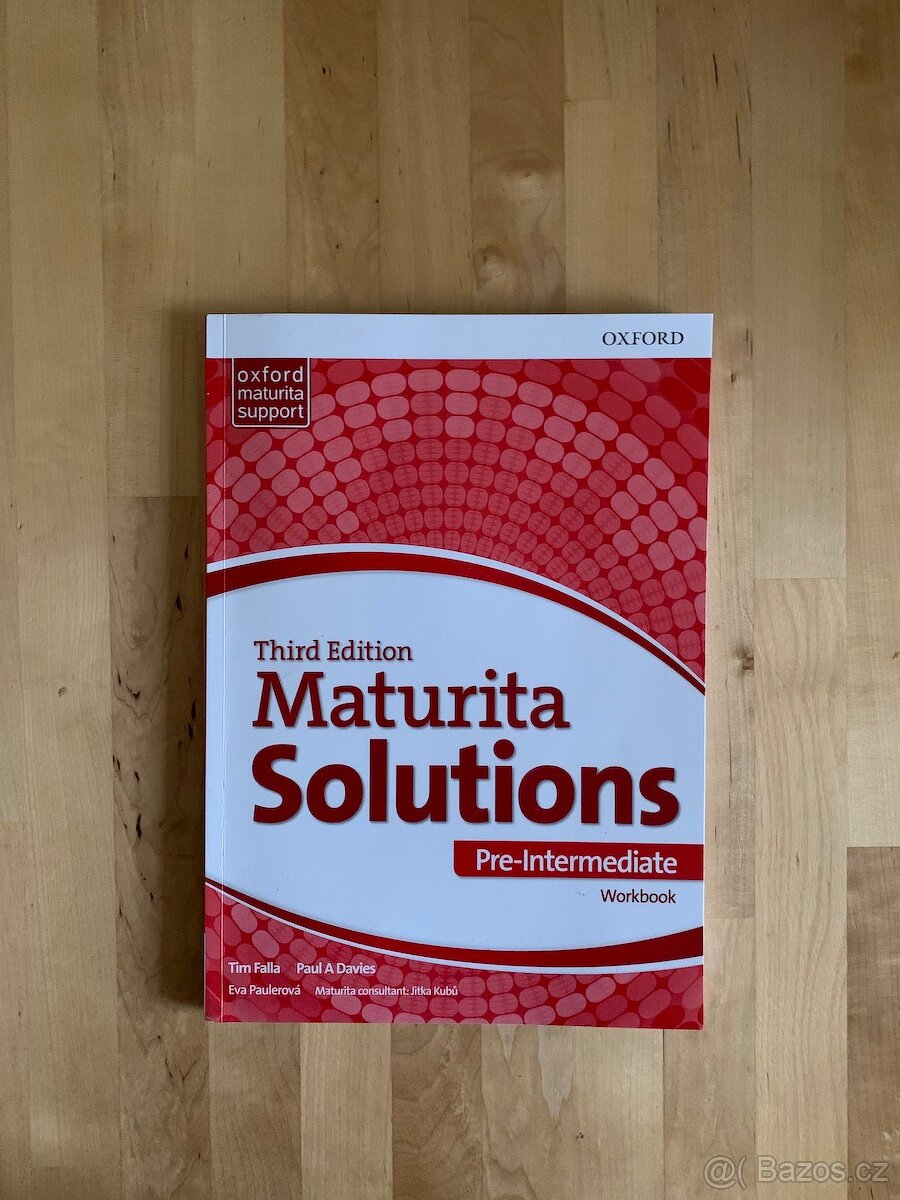 OXFORD
oxford
maturita
support
Third Edition
Maturita
Solutions
Pre-Intermediate
Workbook
Tim Falla Paul A Davies
Eva Paulerová Maturita consultant: Jitka Kubů
@( Bazos.cz